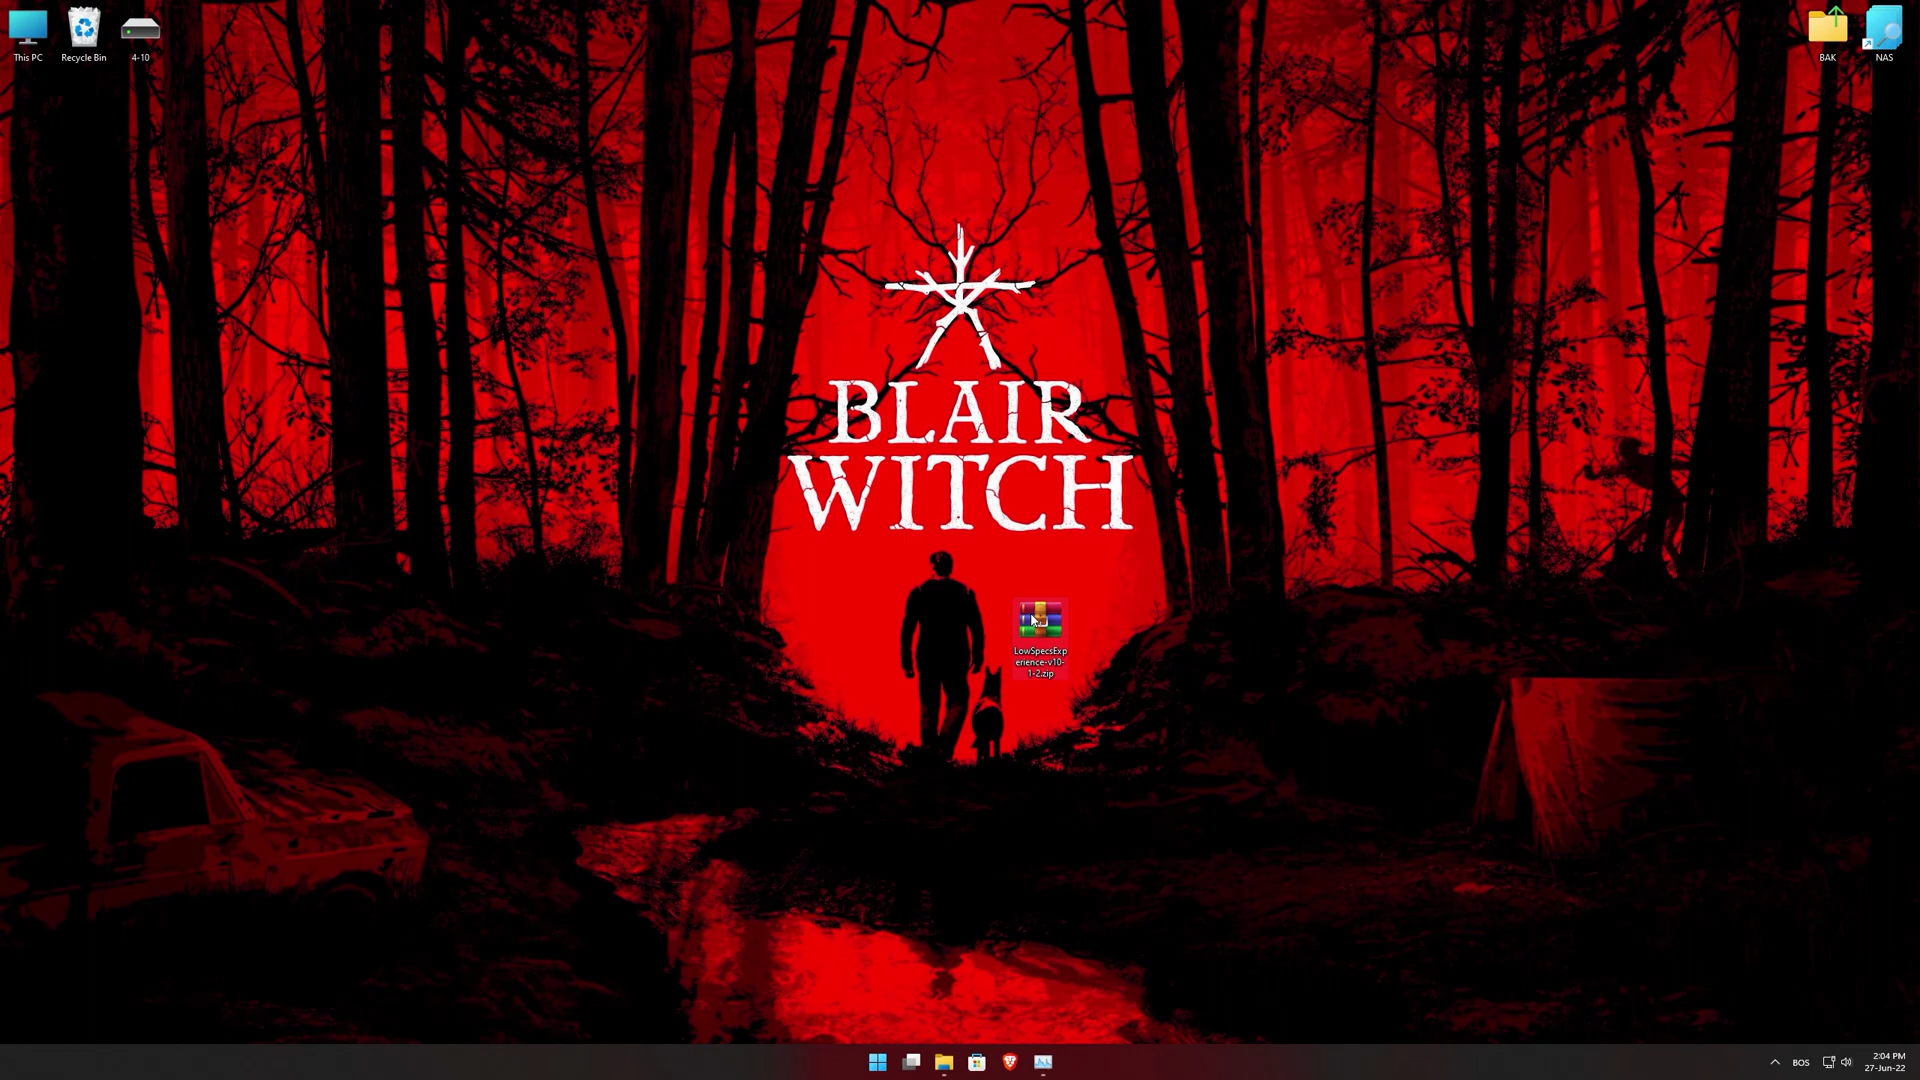 This PC
Recycle Bin
4-10
BAK
NAS
BLAIR
WITCH
LowSpecsExp
erience-v10-
1-2.zip
BOS
2:04 PM
27-Jun-22